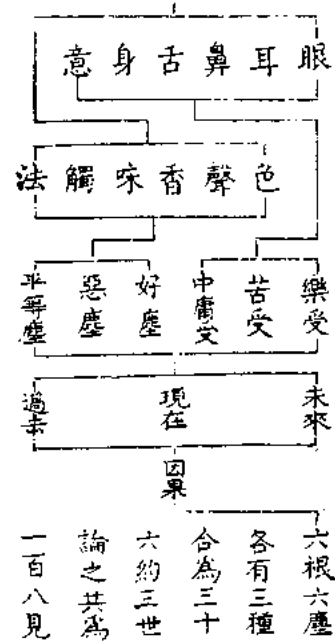 眼耳鼻舌身意
色聲香味觸法
樂受
苦受
中庸受
好塵
惡塵
平等塵
未來
現在
過去
因果
六根六塵
各有三種
合為三十
六約三世
論之共為
一百八見